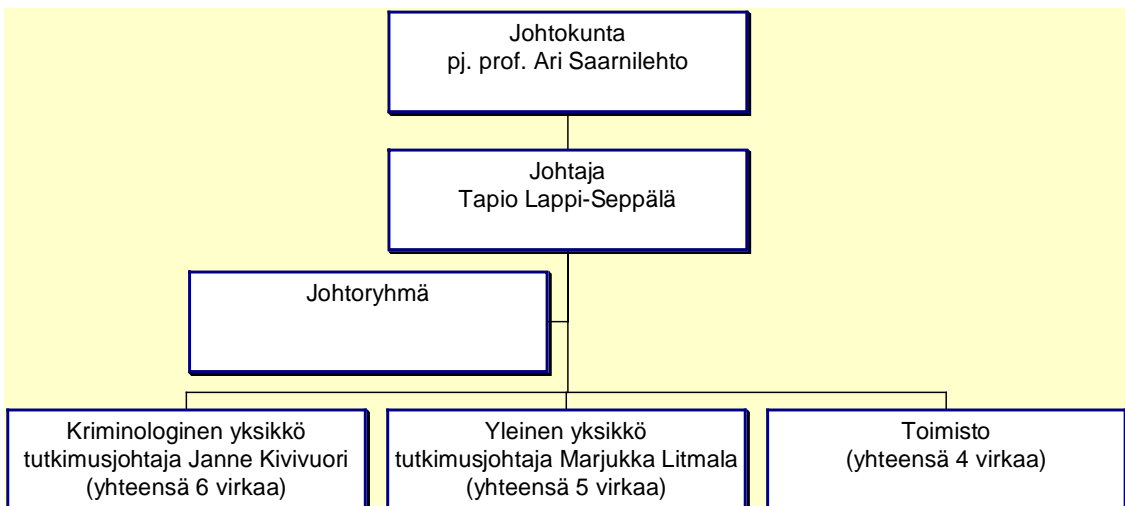 Johtokunta
pj. prof. Ari Saarnilehto
Johtaja
Tapio Lappi-Seppälä
Johtoryhmä
Kriminologinen yksikkö
tutkimusjohtaja Janne Kivivuori
(yhteensä 6 virkaa)
Yleinen yksikkö
tutkimusjohtaja Marjukka Litmala
(yhteensä 5 virkaa)
Toimisto
(yhteensä 4 virkaa)